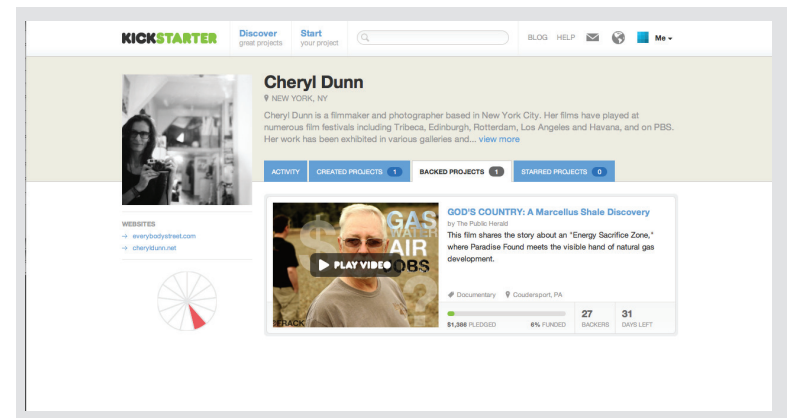 KICKSTARTER
Discover
great projects
Start
your project
BLOG HELP
Me
Cheryl Dunn
NEW YORK, NY
Cheryl Dunn is a filmmaker and photographer based in New York City. Her films have played at
numerous film festivals including Tribeca, Edinburgh, Rotterdam, Los Angeles and Havana, and on PBS.
Her work has been exhibited in various galleries and... view more
ACTIVITY CREATED PROJECTS 1 BACKED PROJECTS 1 STARRED PROJECTS 0
WEBSITES
→ everybodystreet.com
→ cheryldunn.net
GAS
WATER
AIR
PLAY VIDEO
JOBS
GOD'S COUNTRY: A Marcellus Shale Discovery
by The Public Herald
This film shares the story about an "Energy Sacrifice Zone,"
where Paradise Found meets the visible hand of natural gas
development.
Documentary Coudersport, PA
$1,386 PLEDGED 6% FUNDED
27
BACKERS
31
DAYS LEFT